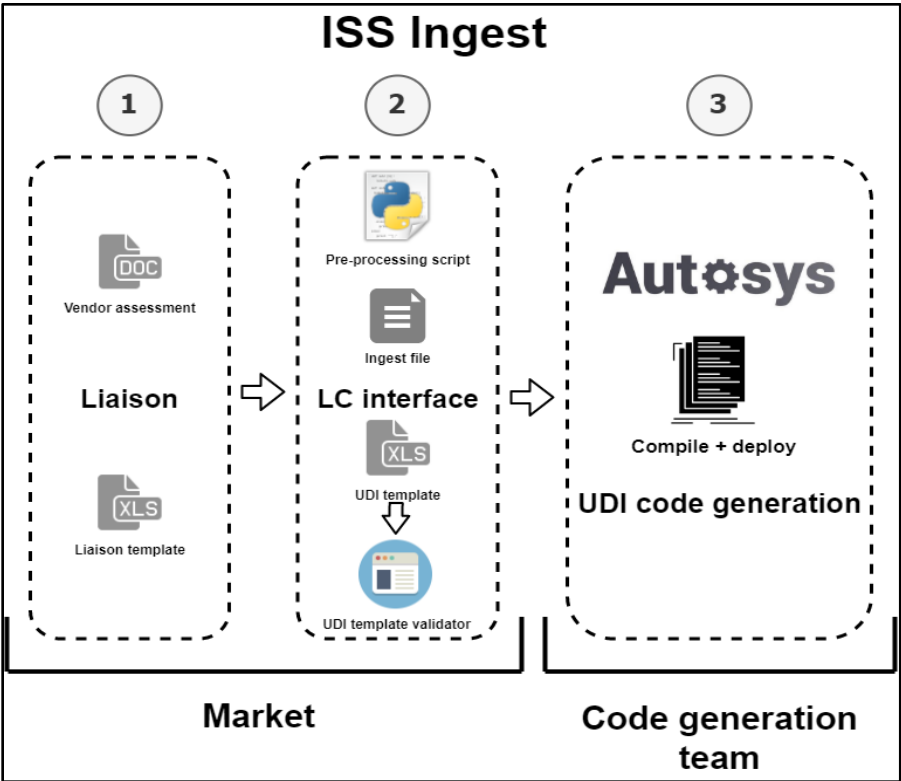 ISS Ingest
1
2
3
DOC
Vendor assessment
Liaison
XLS
Liaison template
Pre-processing script
Ingest file
LC interface
XLS
UDI template
UDI template validator
Autosys
Compile + deploy
UDI code generation
Market
Code generation
team